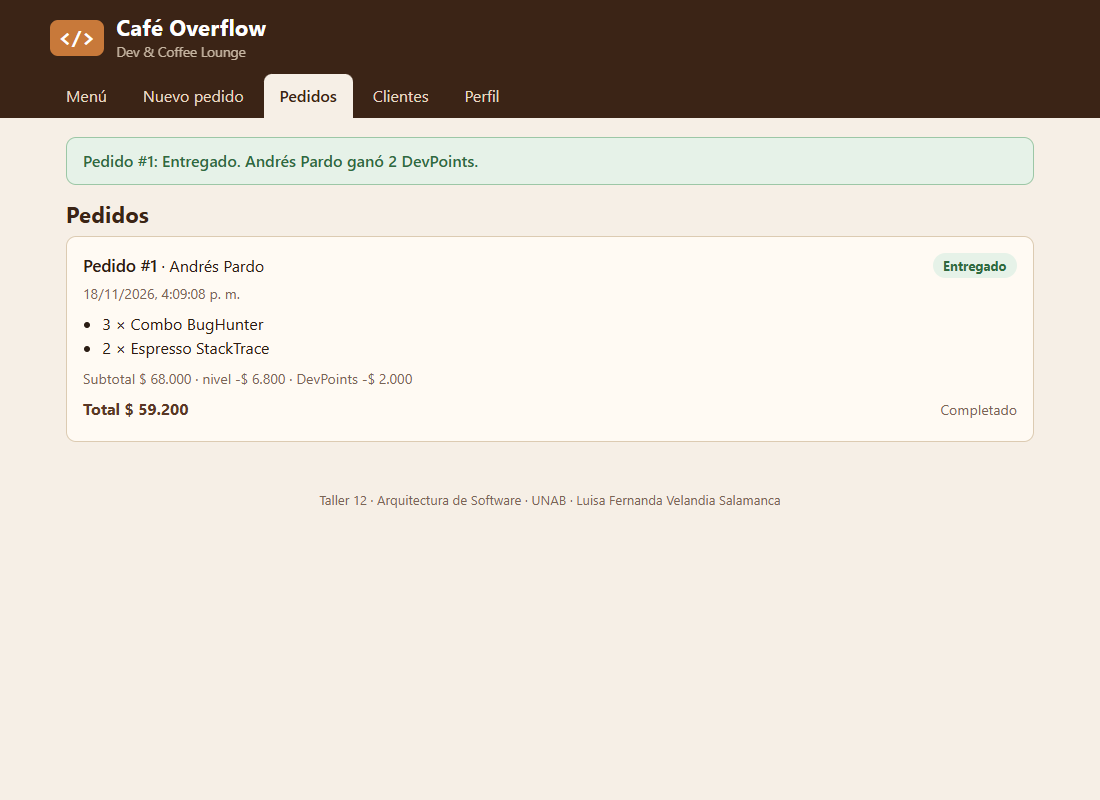 </>
Café Overflow
Dev & Coffee Lounge
Menú
Nuevo pedido
Pedidos
Clientes
Perfil
Pedido #1: Entregado. Andrés Pardo ganó 2 DevPoints.
Pedidos
Pedido #1 · Andrés Pardo
Entregado
18/11/2026, 4:09:08 p. m.
• 3 × Combo BugHunter
• 2 × Espresso StackTrace
Subtotal $ 68.000 · nivel -$ 6.800 · DevPoints -$ 2.000
Total $ 59.200
Completado
Taller 12 · Arquitectura de Software · UNAB · Luisa Fernanda Velandia Salamanca